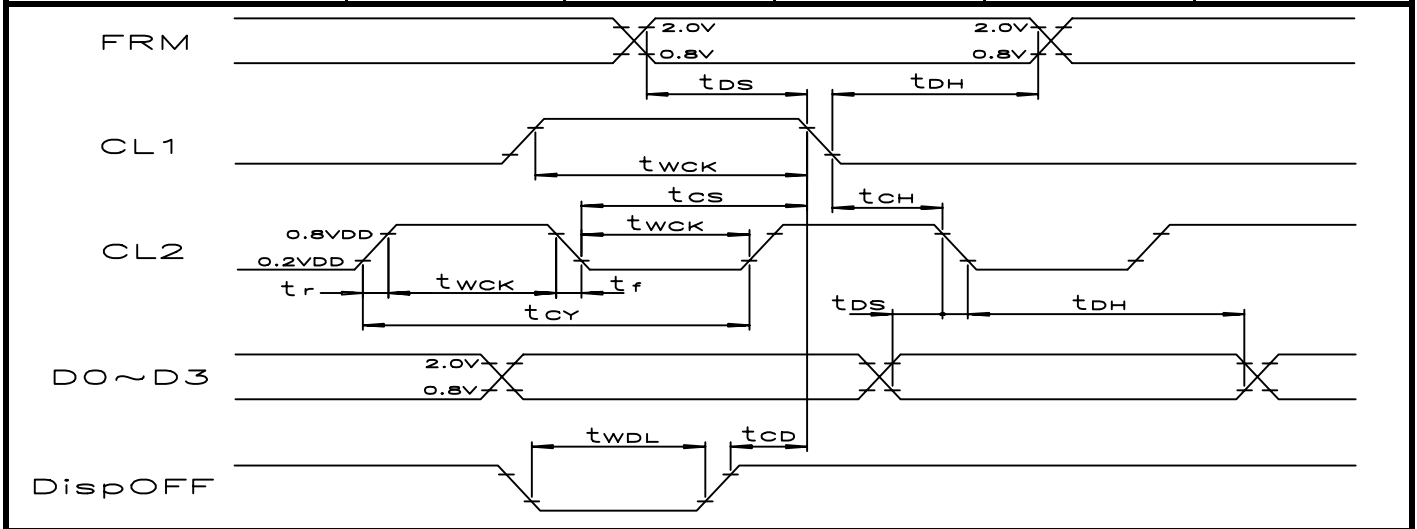 FRM
2.0V
2.0V
0.8V
0.8V
tDS
tDH
CL1
tWCK
tCS
tCH
tWCK
0.8VDD
CL2
0.2VDD
tr
tWCK
tf
tCY
tDS
tDH
2.0V
D0~D3
0.8V
tWDL
tCD
DispOFF